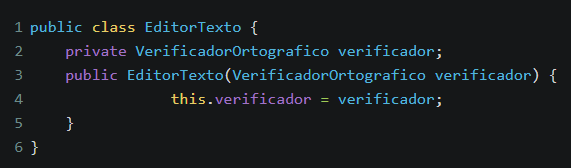 1 public class EditorTexto {
2     private VerificadorOrtografico verificador;
3     public EditorTexto(VerificadorOrtografico verificador) {
4                 this.verificador = verificador;
5     }
6 }